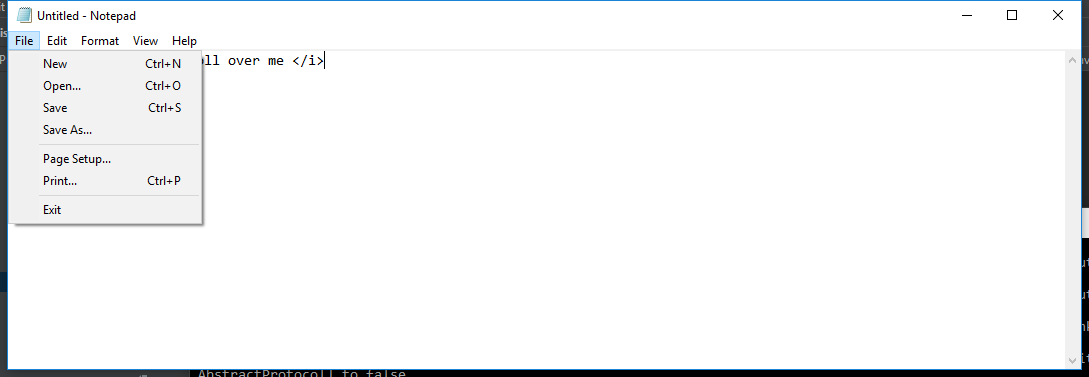 Untitled - Notepad
File Edit Format View Help
oll over me </i>
New Ctrl+N
Open... Ctrl+O
Save Ctrl+S
Save As...
Page Setup...
Print... Ctrl+P
Exit
AbstractProtocol] to false